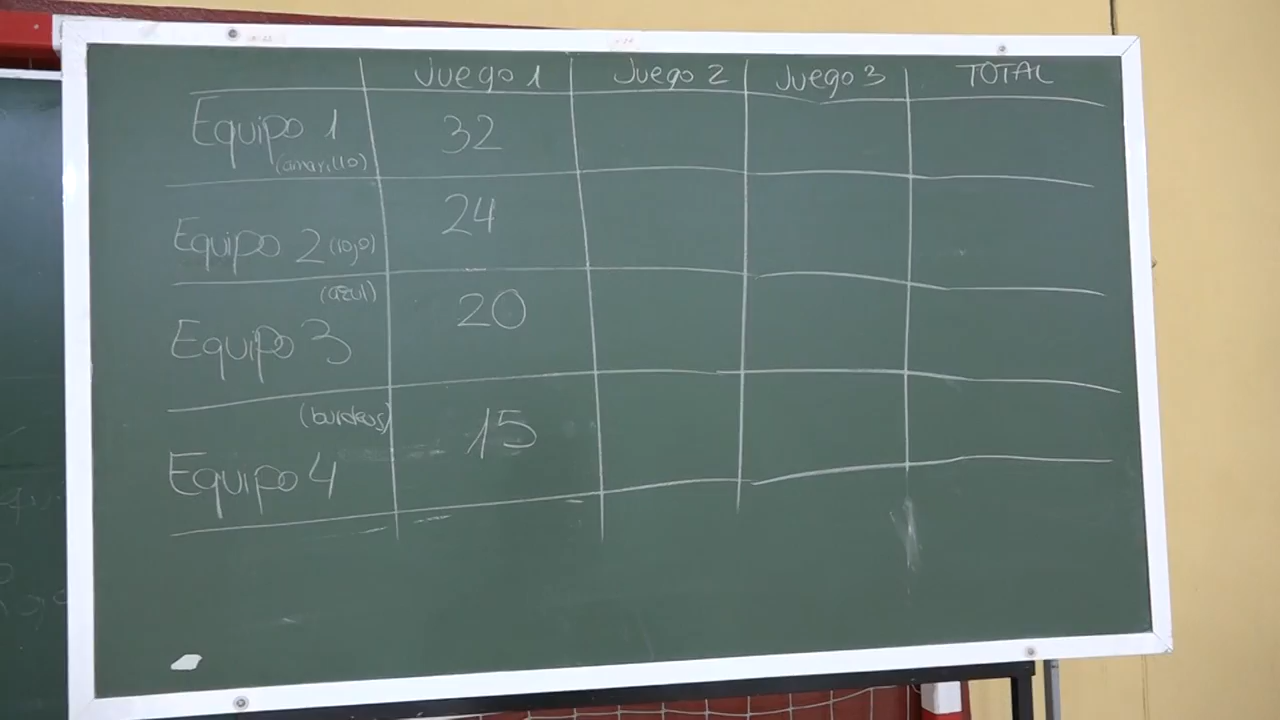 Juego 1 Juego 2 Juego 3 TOTAL
Equipo 1 32
(amarillo)
24
Equipo 2 (rojo)
(azul)
20
Equipo 3
(burdeos)
15
Equipo 4